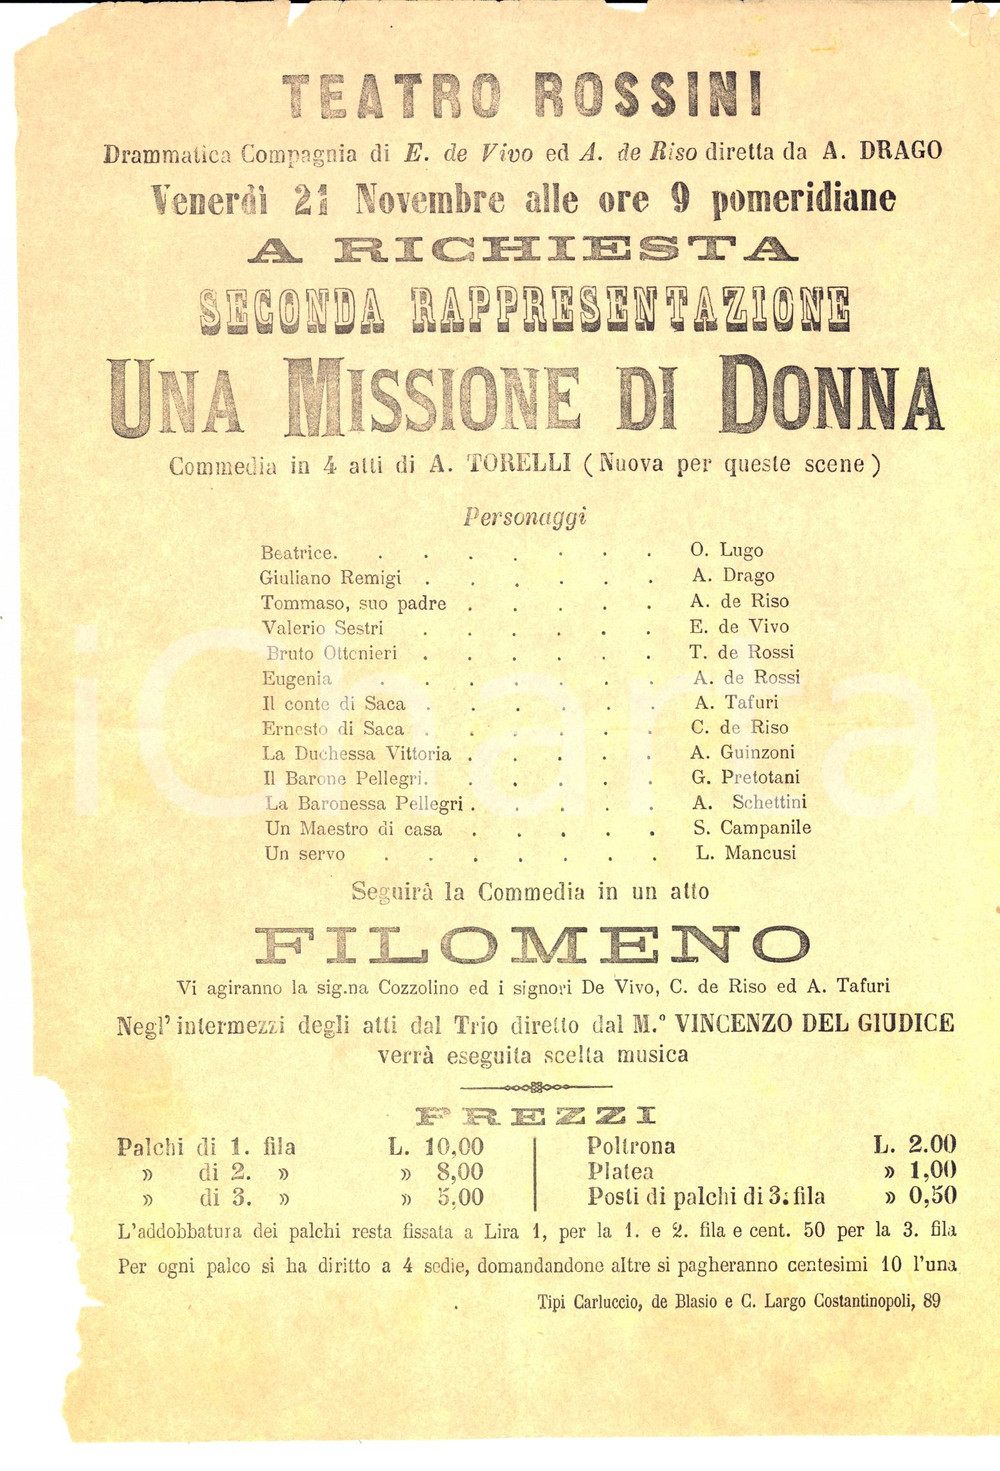 TEATRO ROSSINI
Drammatica Compagnia di E. de Vivo ed A. de Riso diretta da A. DRAGO
Venerdì 21 Novembre alle ore 9 pomeridiane
A RICHIESTA
SECONDA RAPPRESENTAZIONE
UNA MISSIONE DI DONNA
Commedia in 4 atti di A. TORELLI (Nuova per queste scene)
Personaggi
Beatrice. . . . . . . . O. Lugo
Giuliano Remigi . . . . . . A. Drago
Tommaso, suo padre . . . . . A. de Riso
Valerio Sestri . . . . . . E. de Vivo
Bruto Ottenieri . . . . . . T. de Rossi
Eugenia . . . . . . . A. de Rossi
Il conte di Saca . . . . . . A. Tafuri
Ernesto di Saca . . . . . . C. de Riso
La Duchessa Vittoria . . . . . A. Guinzoni
Il Barone Pellegri. . . . . . G. Pretotani
La Baronessa Pellegri . . . . . A. Schettini
Un Maestro di casa . . . . . S. Campanile
Un servo . . . . . . . L. Mancusi
Seguirà la Commedia in un atto
FILOMENO
Vi agiranno la sig.na Cozzolino ed i signori De Vivo, C. de Riso ed A. Tafuri
Negl' intermezzi degli atti dal Trio diretto dal M.º VINCENZO DEL GIUDICE
verrà eseguita scelta musica
PREZZI
Palchi di 1. fila L. 10,00
» di 2. » » 8,00
» di 3. » » 5,00
Poltrona L. 2.00
Platea » 1,00
Posti di palchi di 3. fila » 0,50
L'addobbatura dei palchi resta fissata a Lira 1, per la 1. e 2. fila e cent. 50 per la 3. fila
Per ogni palco si ha diritto a 4 sedie, domandandone altre si pagheranno centesimi 10 l'una
Tipi Carluccio, de Blasio e C. Largo Costantinopoli, 89
iCharta